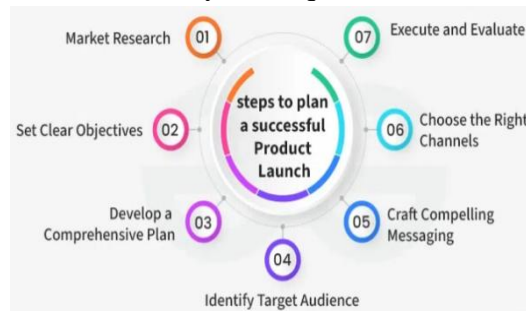 steps to plan
a successful
Product
Launch
01
Market Research
02
Set Clear Objectives
03
Develop a
Comprehensive Plan
04
Identify Target Audience
05
Craft Compelling
Messaging
06
Choose the Right
Channels
07
Execute and Evaluate